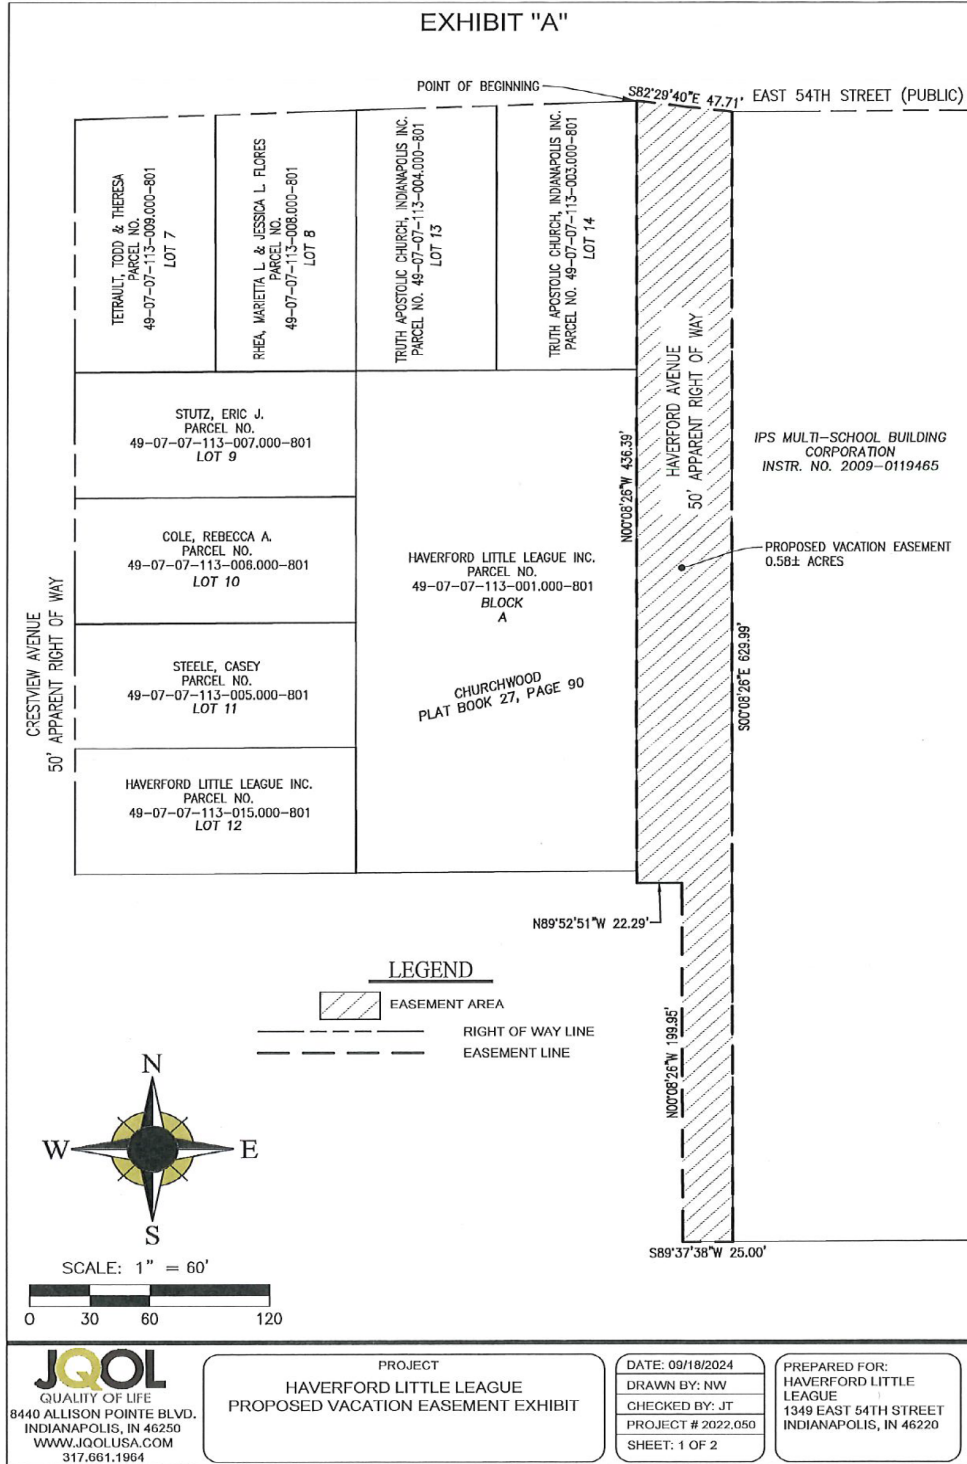 EXHIBIT "A"
POINT OF BEGINNING
S82°29'40"E 47.71'
EAST 54TH STREET (PUBLIC)
TETRAULT, TODD & THERESA
PARCEL NO.
49-07-07-113-009.000-801
LOT 7
RHEA, MARIETTA L. & JESSICA L. FLORES
PARCEL NO.
49-07-07-113-008.000-801
LOT 8
TRUTH APOSTOLIC CHURCH, INDIANAPOLIS INC.
PARCEL NO. 49-07-07-113-004.000-801
LOT 13
TRUTH APOSTOLIC CHURCH, INDIANAPOLIS INC.
PARCEL NO. 49-07-07-113-003.000-801
LOT 14
HAVERFORD AVENUE
50' APPARENT RIGHT OF WAY
STUTZ, ERIC J.
PARCEL NO.
49-07-07-113-007.000-801
LOT 9
N00°08'26"W 436.39'
IPS MULTI-SCHOOL BUILDING
CORPORATION
INSTR. NO. 2009-0119465
COLE, REBECCA A.
PARCEL NO.
49-07-07-113-006.000-801
LOT 10
HAVERFORD LITTLE LEAGUE INC.
PARCEL NO.
49-07-07-113-001.000-801
BLOCK
A
PROPOSED VACATION EASEMENT
0.58± ACRES
CRESTVIEW AVENUE
50' APPARENT RIGHT OF WAY
STEELE, CASEY
PARCEL NO.
49-07-07-113-005.000-801
LOT 11
CHURCHWOOD
PLAT BOOK 27, PAGE 90
S00°08'26"E 629.99'
HAVERFORD LITTLE LEAGUE INC.
PARCEL NO.
49-07-07-113-015.000-801
LOT 12
N89°52'51"W 22.29'
LEGEND
EASEMENT AREA
RIGHT OF WAY LINE
EASEMENT LINE
N00°08'26"W 199.95'
N
W
E
S
S89°37'38"W 25.00'
SCALE: 1" = 60'
0 30 60 120
JQOL
QUALITY OF LIFE
8440 ALLISON POINTE BLVD.
INDIANAPOLIS, IN 46250
WWW.JQOLUSA.COM
317.661.1964
PROJECT
HAVERFORD LITTLE LEAGUE
PROPOSED VACATION EASEMENT EXHIBIT
DATE: 09/18/2024
DRAWN BY: NW
CHECKED BY: JT
PROJECT # 2022.050
SHEET: 1 OF 2
PREPARED FOR:
HAVERFORD LITTLE
LEAGUE
1349 EAST 54TH STREET
INDIANAPOLIS, IN 46220